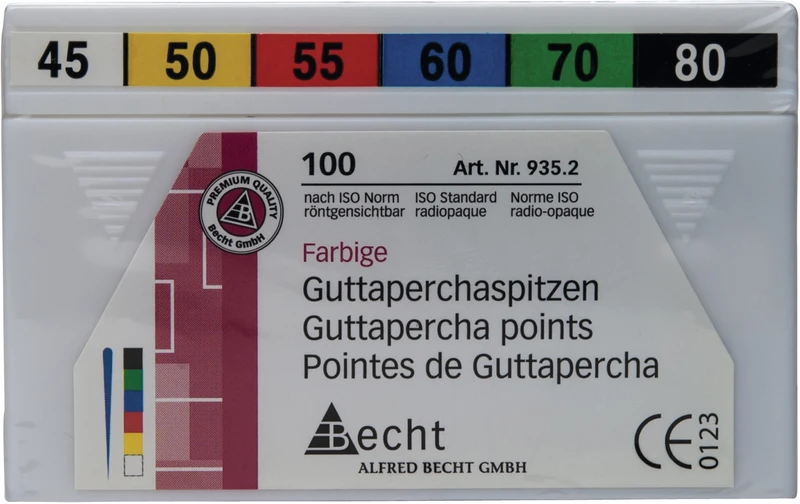 45 50 55 60 70 80
100 Art. Nr. 935.2
nach ISO Norm ISO Standard Norme ISO
röntgensichtbar radiopaque radio-opaque
PREMIUM QUALITY
B
Becht GmbH
Farbige
Guttaperchaspitzen
Guttapercha points
Pointes de Guttapercha
Becht
ALFRED BECHT GMBH
CE 0123